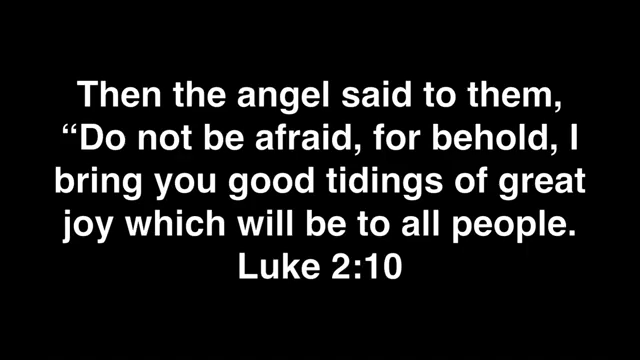 Then the angel said to them,
“Do not be afraid, for behold, I
bring you good tidings of great
joy which will be to all people.
Luke 2:10